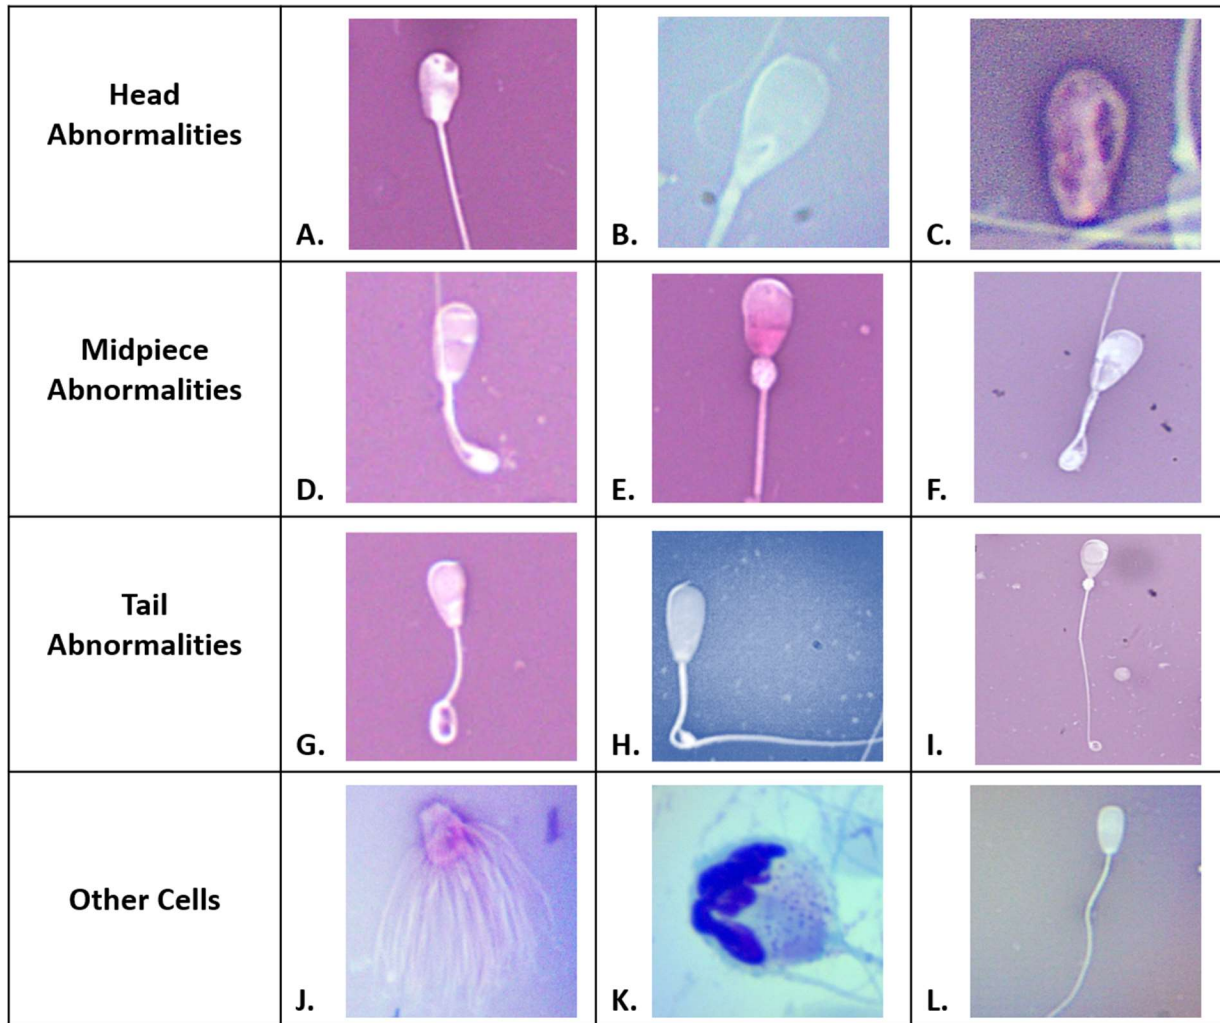 Head
Abnormalities
A.
B.
C.
Midpiece
Abnormalities
D.
E.
F.
Tail
Abnormalities
G.
H.
I.
Other Cells
J.
K.
L.